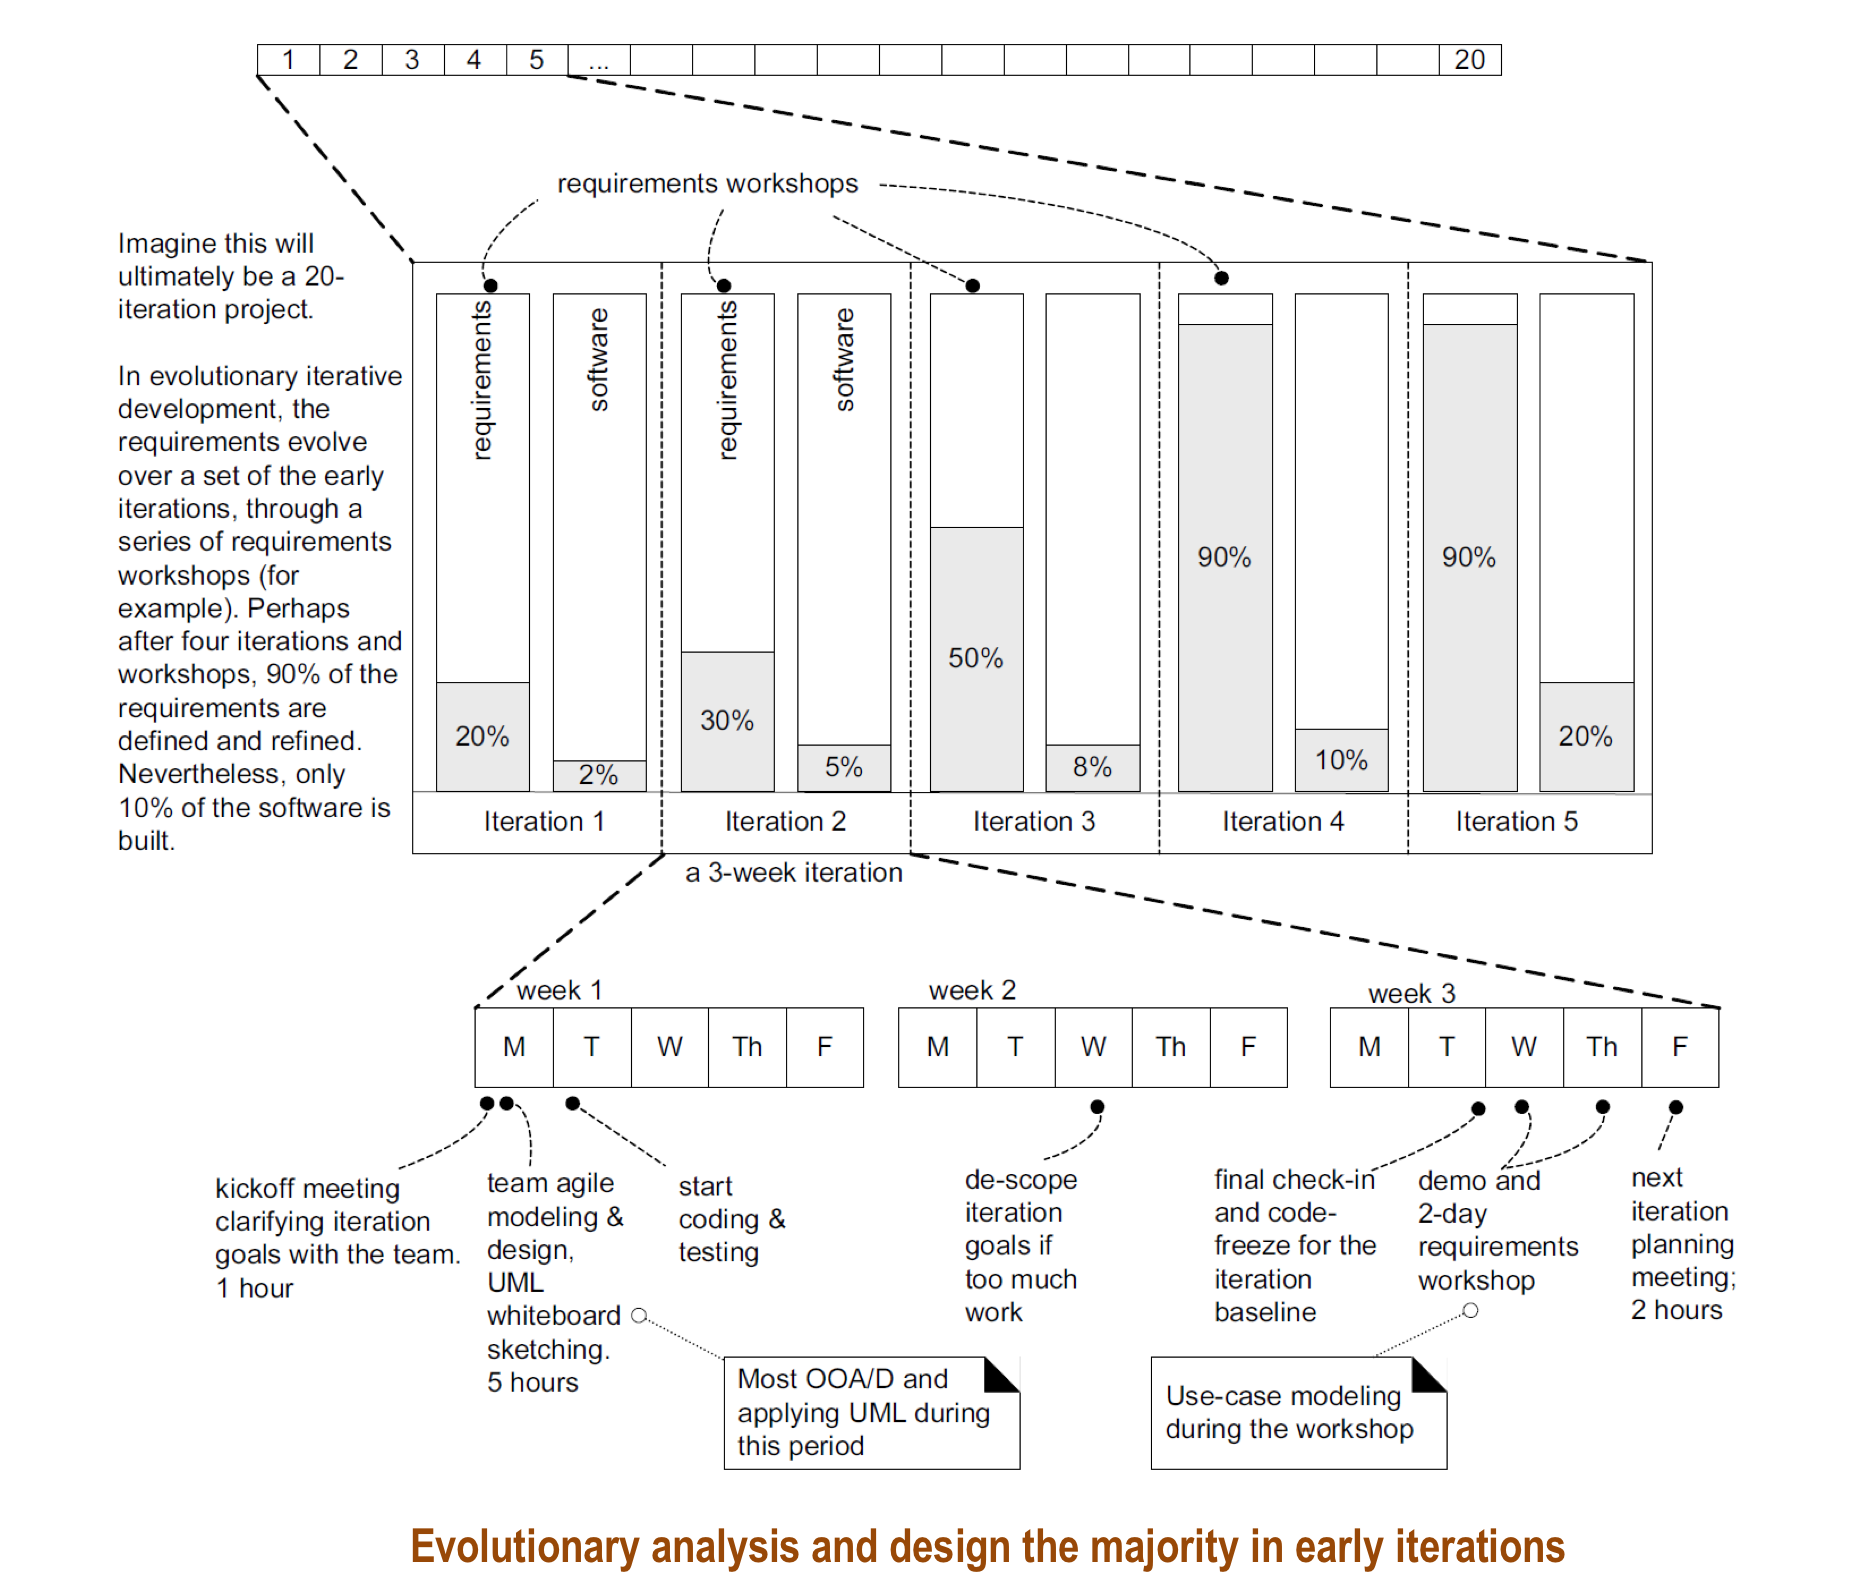 1 2 3 4 5 ... 20
requirements workshops
Imagine this will
ultimately be a 20-
iteration project.
In evolutionary iterative
development, the
requirements evolve
over a set of the early
iterations, through a
series of requirements
workshops (for
example). Perhaps
after four iterations and
workshops, 90% of the
requirements are
defined and refined.
Nevertheless, only
10% of the software is
built.
requirements
software
requirements
software
20%
2%
30%
5%
50%
8%
90%
10%
90%
20%
Iteration 1
Iteration 2
Iteration 3
Iteration 4
Iteration 5
a 3-week iteration
week 1
M T W Th F
week 2
M T W Th F
week 3
M T W Th F
kickoff meeting
clarifying iteration
goals with the team.
1 hour
team agile
modeling &
design,
UML
whiteboard
sketching.
5 hours
start
coding &
testing
de-scope
iteration
goals if
too much
work
final check-in
and code-
freeze for the
iteration
baseline
demo and
2-day
requirements
workshop
next
iteration
planning
meeting;
2 hours
Most OOA/D and
applying UML during
this period
Use-case modeling
during the workshop
Evolutionary analysis and design the majority in early iterations